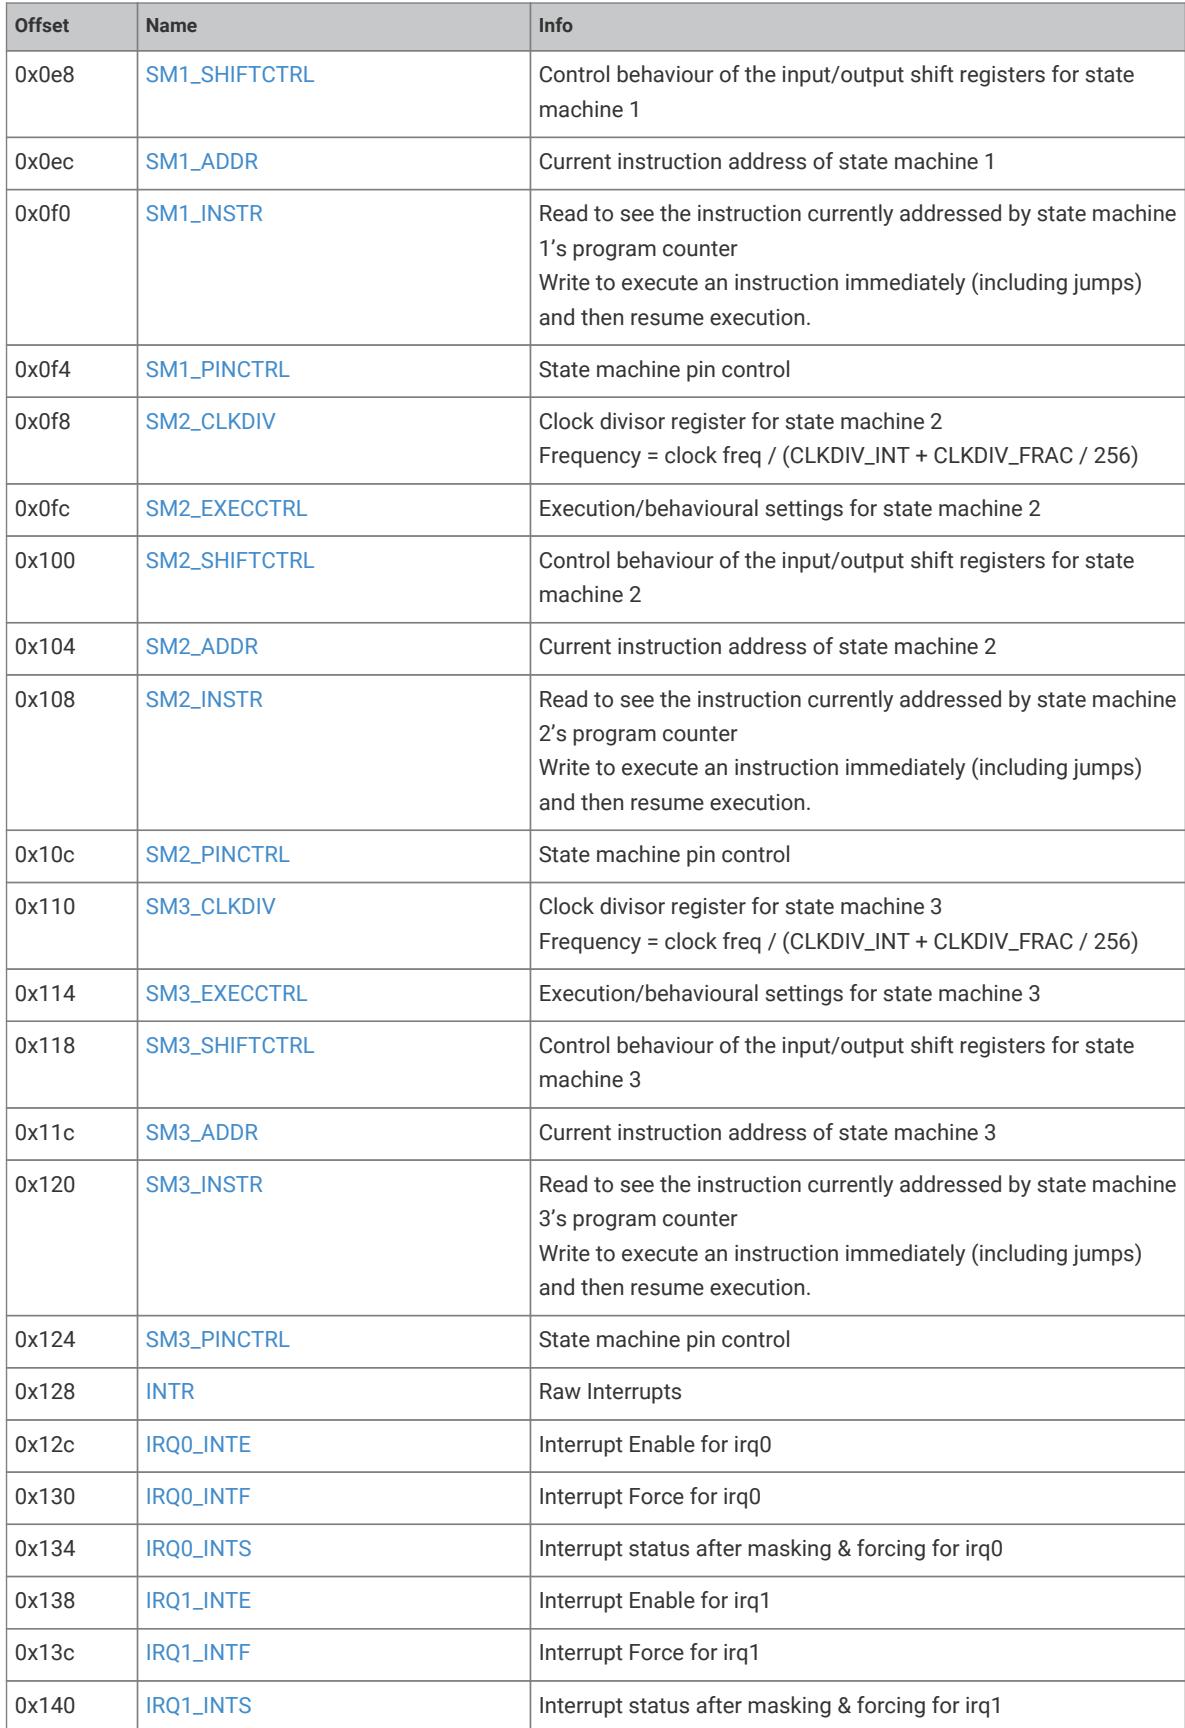 Offset Name Info
0x0e8 SM1_SHIFTCTRL Control behaviour of the input/output shift registers for state
machine 1
0x0ec SM1_ADDR Current instruction address of state machine 1
0x0f0 SM1_INSTR Read to see the instruction currently addressed by state machine
1’s program counter
Write to execute an instruction immediately (including jumps)
and then resume execution.
0x0f4 SM1_PINCTRL State machine pin control
0x0f8 SM2_CLKDIV Clock divisor register for state machine 2
Frequency = clock freq / (CLKDIV_INT + CLKDIV_FRAC / 256)
0x0fc SM2_EXECCTRL Execution/behavioural settings for state machine 2
0x100 SM2_SHIFTCTRL Control behaviour of the input/output shift registers for state
machine 2
0x104 SM2_ADDR Current instruction address of state machine 2
0x108 SM2_INSTR Read to see the instruction currently addressed by state machine
2’s program counter
Write to execute an instruction immediately (including jumps)
and then resume execution.
0x10c SM2_PINCTRL State machine pin control
0x110 SM3_CLKDIV Clock divisor register for state machine 3
Frequency = clock freq / (CLKDIV_INT + CLKDIV_FRAC / 256)
0x114 SM3_EXECCTRL Execution/behavioural settings for state machine 3
0x118 SM3_SHIFTCTRL Control behaviour of the input/output shift registers for state
machine 3
0x11c SM3_ADDR Current instruction address of state machine 3
0x120 SM3_INSTR Read to see the instruction currently addressed by state machine
3’s program counter
Write to execute an instruction immediately (including jumps)
and then resume execution.
0x124 SM3_PINCTRL State machine pin control
0x128 INTR Raw Interrupts
0x12c IRQ0_INTE Interrupt Enable for irq0
0x130 IRQ0_INTF Interrupt Force for irq0
0x134 IRQ0_INTS Interrupt status after masking & forcing for irq0
0x138 IRQ1_INTE Interrupt Enable for irq1
0x13c IRQ1_INTF Interrupt Force for irq1
0x140 IRQ1_INTS Interrupt status after masking & forcing for irq1